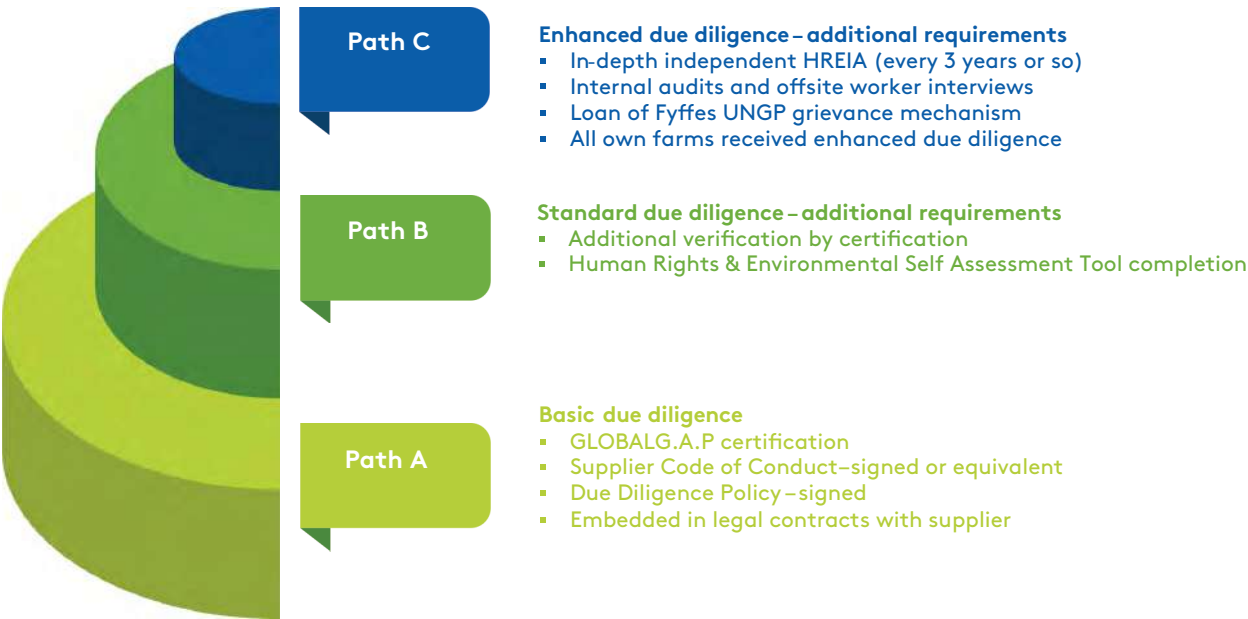 Path C
Enhanced due diligence – additional requirements
▪ In-depth independent HREIA (every 3 years or so)
▪ Internal audits and offsite worker interviews
▪ Loan of Fyffes UNGP grievance mechanism
▪ All own farms received enhanced due diligence
Path B
Standard due diligence – additional requirements
▪ Additional verification by certification
▪ Human Rights & Environmental Self Assessment Tool completion
Path A
Basic due diligence
▪ GLOBALG.A.P certification
▪ Supplier Code of Conduct–signed or equivalent
▪ Due Diligence Policy – signed
▪ Embedded in legal contracts with supplier